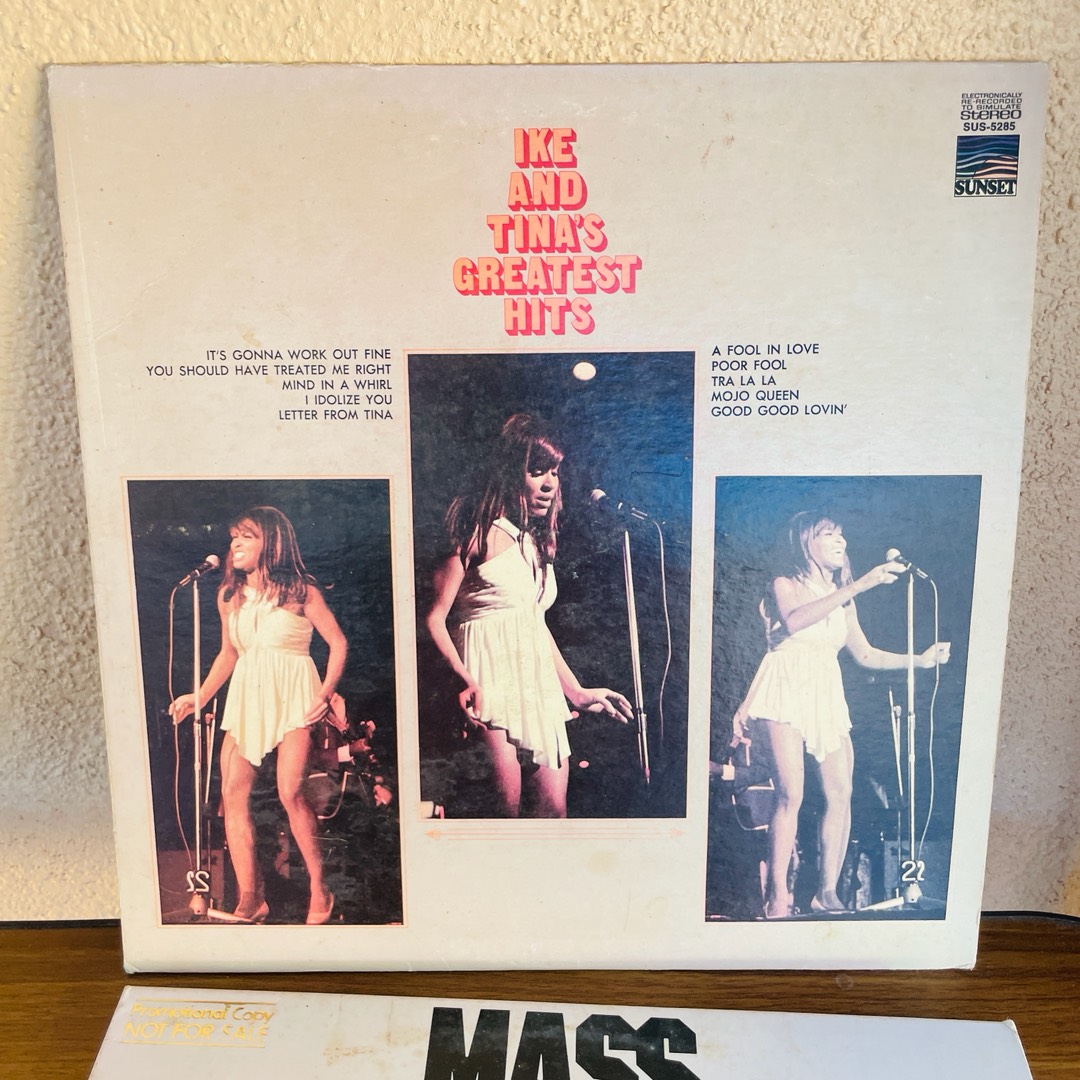 ELECTRONICALLY
RE-RECORDED
TO SIMULATE
STEREO
SUS-5285
SUNSET
IKE
AND
TINA'S
GREATEST
HITS
IT'S GONNA WORK OUT FINE
YOU SHOULD HAVE TREATED ME RIGHT
MIND IN A WHIRL
I IDOLIZE YOU
LETTER FROM TINA
A FOOL IN LOVE
POOR FOOL
TRA LA LA
MOJO QUEEN
GOOD GOOD LOVIN'
Promotional Copy
NOT FOR SALE
MASS